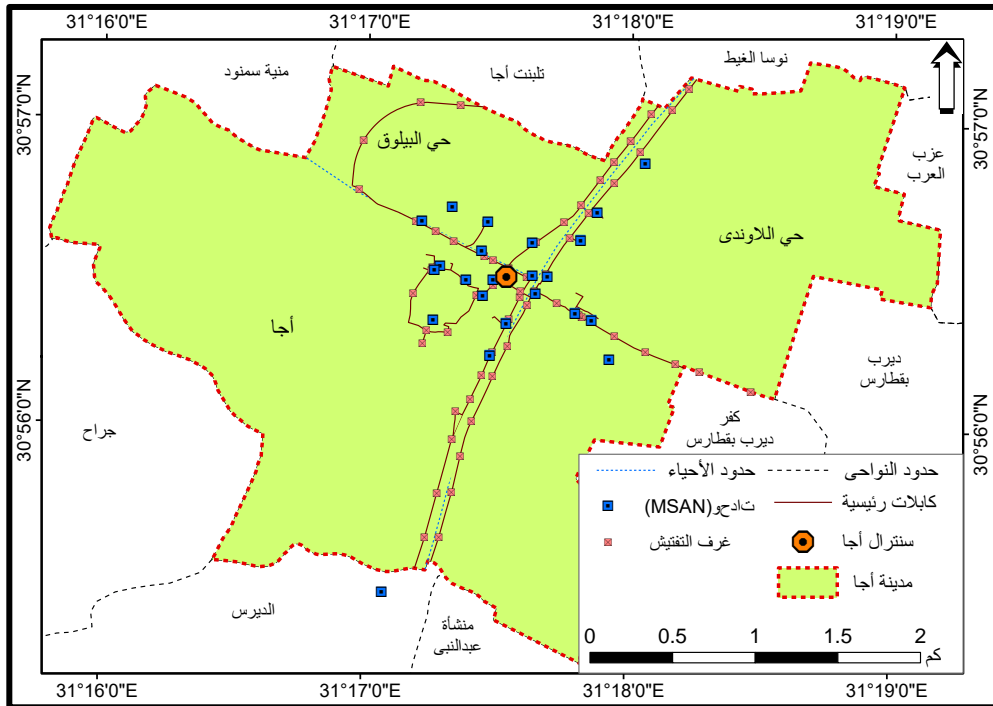 31°16'0"E
31°17'0"E
31°18'0"E
31°19'0"E
نوسا الغيط
تلبنت أجا
منية سمنود
30°57'0"N
30°57'0"N
حي البيلوق
عزب
العرب
حي اللاوندى
أجا
ديرب
بقطارس
كفر
ديرب بقطارس
30°56'0"N
30°56'0"N
جراح
حدود النواحى
حدود الأحياء
كابلات رئيسية
تادحو(MSAN)
سنترال أجا
غرف التفتيش
مدينة أجا
الديرس
منشأة
عبدالنبى
0 0.5 1 1.5 2
كم
31°16'0"E
31°17'0"E
31°18'0"E
31°19'0"E